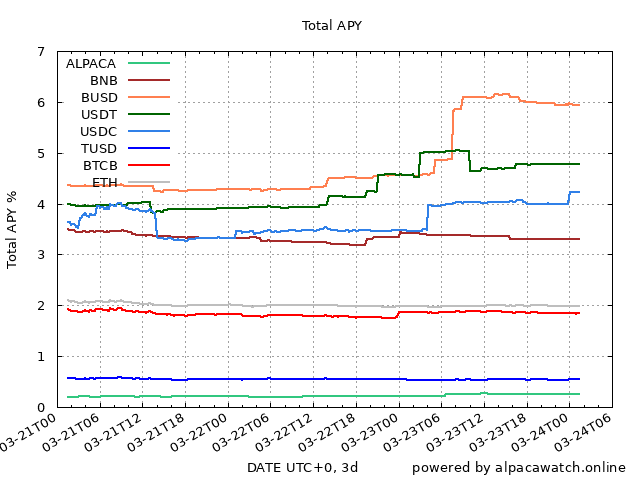 Total APY
7
6
5
4
3
2
1
0
Total APY %
ALPACA
BNB
BUSD
USDT
USDC
TUSD
BTCB
ETH
03-21T00
03-21T06
03-21T12
03-21T18
03-22T00
03-22T06
03-22T12
03-22T18
03-23T00
03-23T06
03-23T12
03-23T18
03-24T00
03-24T06
DATE UTC+0, 3d
powered by alpacawatch.online